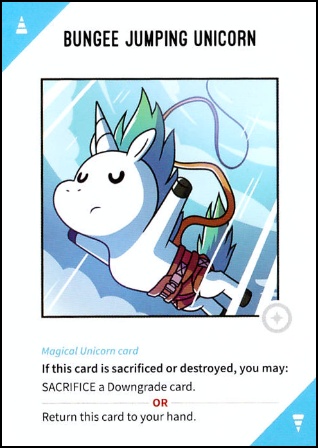 BUNGEE JUMPING UNICORN
Magical Unicorn card
If this card is sacrificed or destroyed, you may:
SACRIFICE a Downgrade card.
OR
Return this card to your hand.